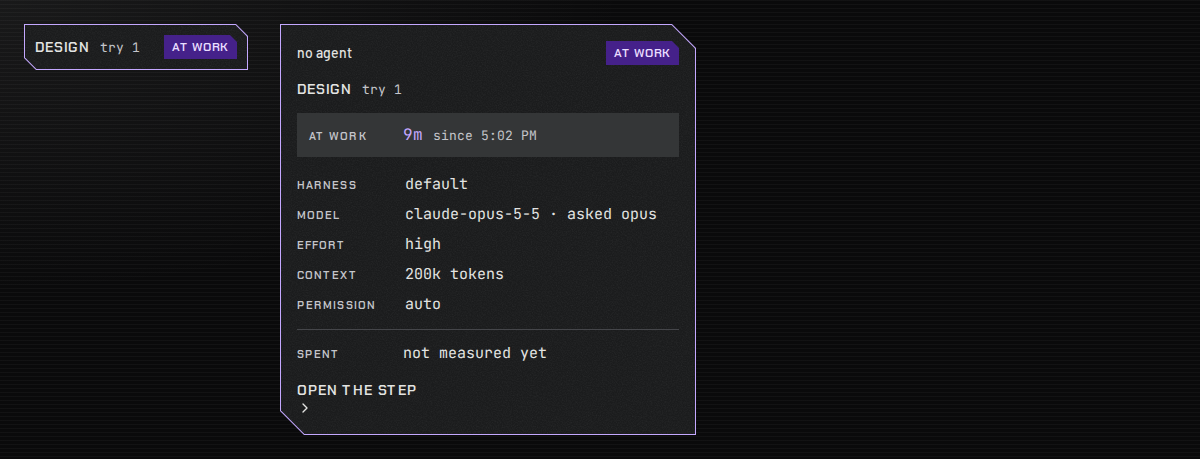 DESIGN try 1 AT WORK
no agent AT WORK
DESIGN try 1
AT WORK 9m since 5:02 PM
HARNESS default
MODEL claude-opus-5-5 · asked opus
EFFORT high
CONTEXT 200k tokens
PERMISSION auto
SPENT not measured yet
OPEN THE STEP